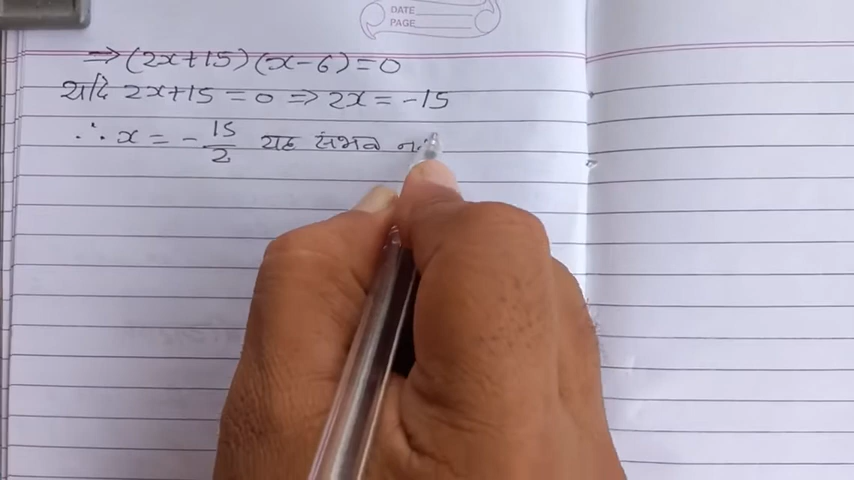 DATE
PAGE
⇒ (2x+15)(x-6)=0
यदि 2x+15=0 ⇒ 2x=-15
∴ x = -15/2 यह संभव